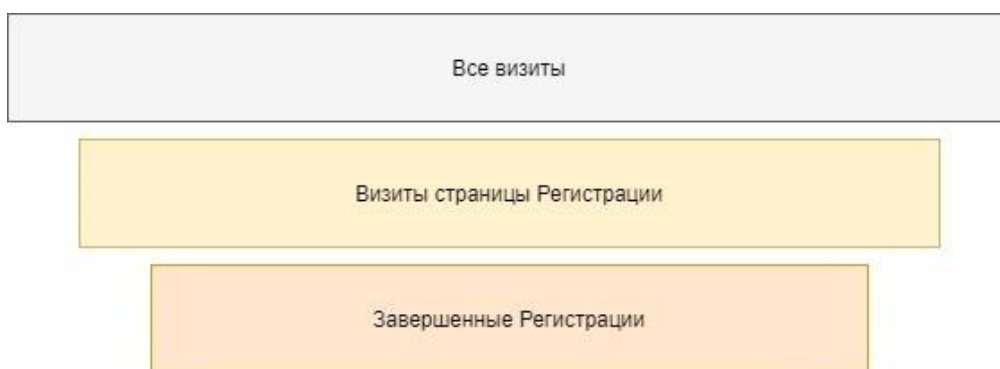 Все визиты
Визиты страницы Регистрации
Завершенные Регистрации